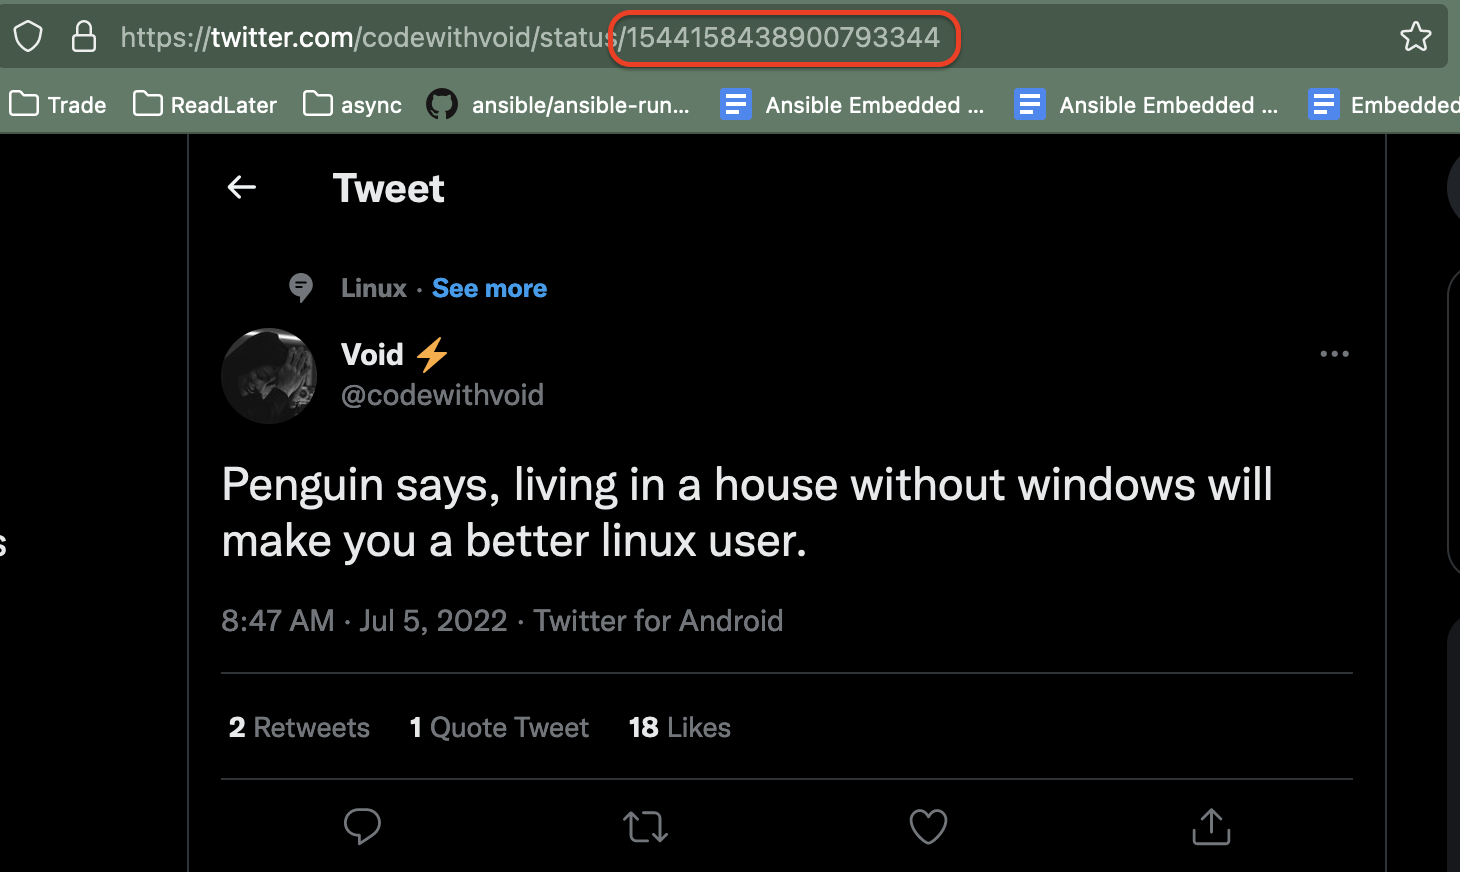 https://twitter.com/codewithvoid/status/1544158438900793344
Trade ReadLater async ansible/ansible-run... Ansible Embedded ... Ansible Embedded ... Embedded
Tweet
Linux · See more
Void ⚡
@codewithvoid
Penguin says, living in a house without windows will
make you a better linux user.
s
8:47 AM · Jul 5, 2022 · Twitter for Android
2 Retweets 1 Quote Tweet 18 Likes